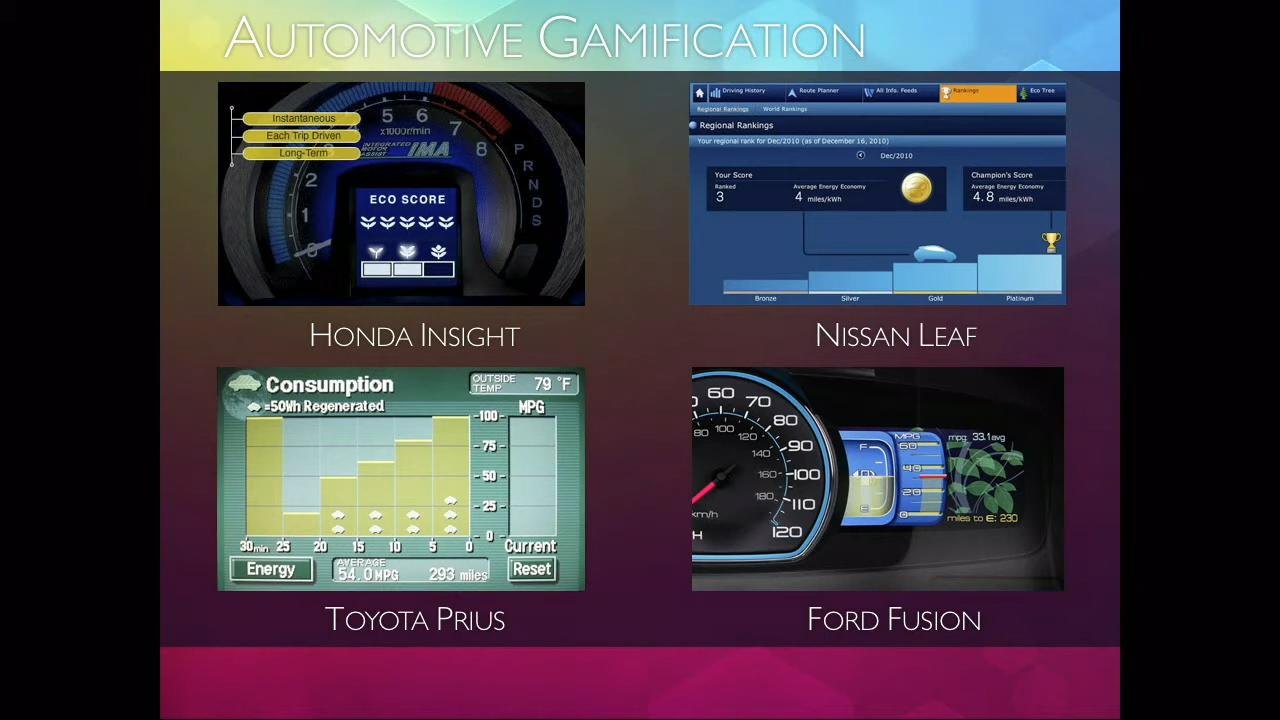 AUTOMOTIVE GAMIFICATION
Instantaneous
Each Trip Driven
Long-Term
5 6 7 8
x1000r/min
INTEGRATED MOTOR ASSIST IMA
2
1
0
P
R
N
D
S
ECO SCORE
HONDA INSIGHT
Driving History Route Planner All Info. Feeds Rankings Eco Tree
Regional Rankings World Rankings
Regional Rankings
Your regional rank for Dec/2010 (as of December 16, 2010)
Dec/2010
Your Score
Ranked Average Energy Economy
3 4 miles/kWh
Champion's Score
Average Energy Economy
4.8 miles/kWh
Bronze Silver Gold Platinum
NISSAN LEAF
Consumption
OUTSIDE TEMP 79 °F
=50Wh Regenerated
MPG
100
75
50
25
0
30min 25 20 15 10 5 0 Current
Energy
AVERAGE
54.0 MPG 293 miles
Reset
TOYOTA PRIUS
60 70 80 90 100 110 120
80 100 120 140 160 180
km/h
H
F
E
MPG
60
40
20
0
mpg: 33.1avg
miles to E: 230
FORD FUSION